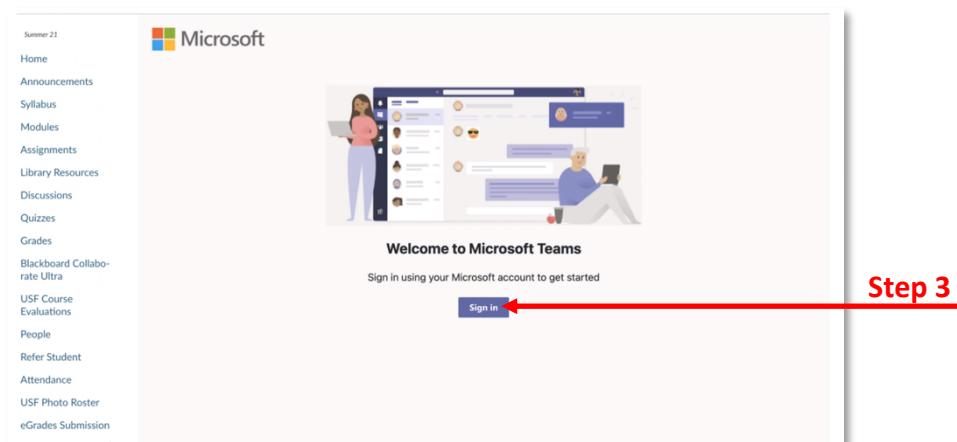 Summer 21
Home
Announcements
Syllabus
Modules
Assignments
Library Resources
Discussions
Quizzes
Grades
Blackboard Collabo-
rate Ultra
USF Course
Evaluations
People
Refer Student
Attendance
USF Photo Roster
eGrades Submission
Microsoft
Welcome to Microsoft Teams
Sign in using your Microsoft account to get started
Sign in
Step 3